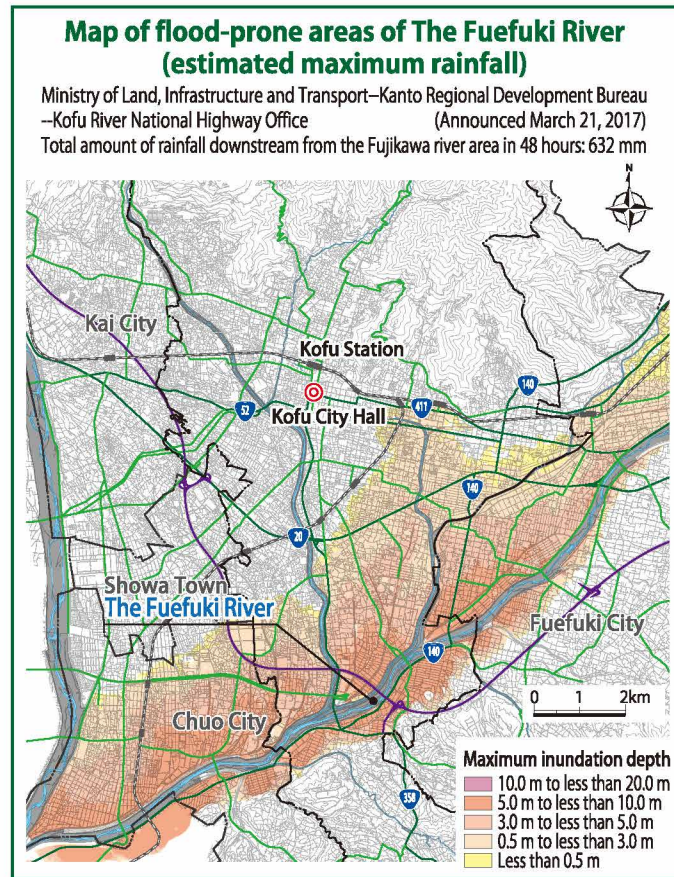 Map of flood-prone areas of The Fuefuki River
(estimated maximum rainfall)
Ministry of Land, Infrastructure and Transport–Kanto Regional Development Bureau
--Kofu River National Highway Office (Announced March 21, 2017)
Total amount of rainfall downstream from the Fujikawa river area in 48 hours: 632 mm
N
Kai City
Kofu Station
140
52
411
Kofu City Hall
140
20
Showa Town
The Fuefuki River
Fuefuki City
140
0 1 2km
Chuo City
358
Maximum inundation depth
10.0 m to less than 20.0 m
5.0 m to less than 10.0 m
3.0 m to less than 5.0 m
0.5 m to less than 3.0 m
Less than 0.5 m